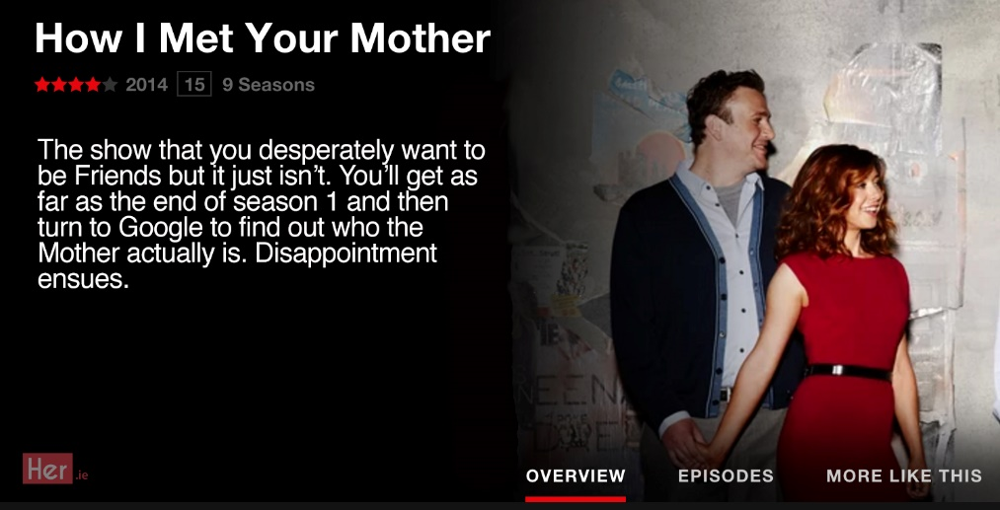 How I Met Your Mother
2014 15 9 Seasons
The show that you desperately want to
be Friends but it just isn't. You'll get as
far as the end of season 1 and then
turn to Google to find out who the
Mother actually is. Disappointment
ensues.
Her.ie
OVERVIEW EPISODES MORE LIKE THIS